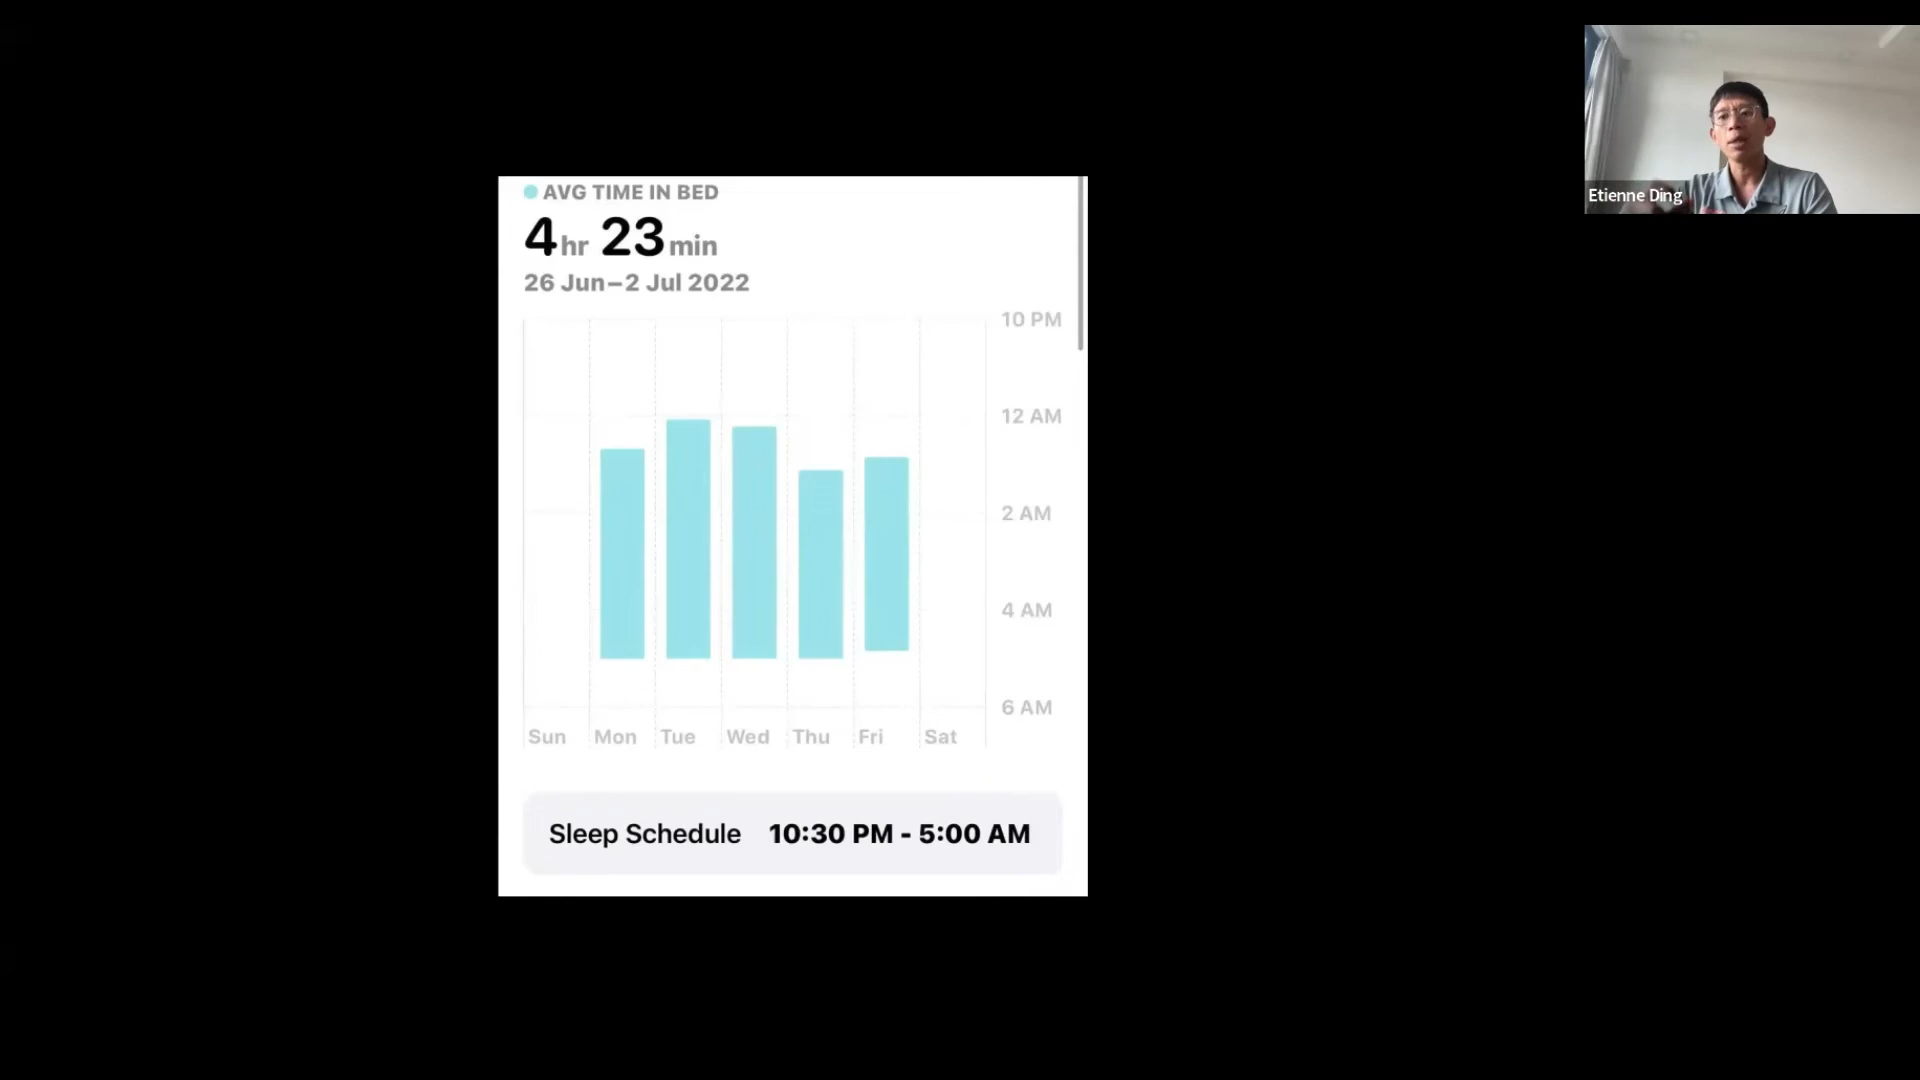 AVG TIME IN BED
4 hr 23 min
26 Jun–2 Jul 2022
10 PM
12 AM
2 AM
4 AM
6 AM
Sun Mon Tue Wed Thu Fri Sat
Sleep Schedule 10:30 PM - 5:00 AM
Etienne Ding